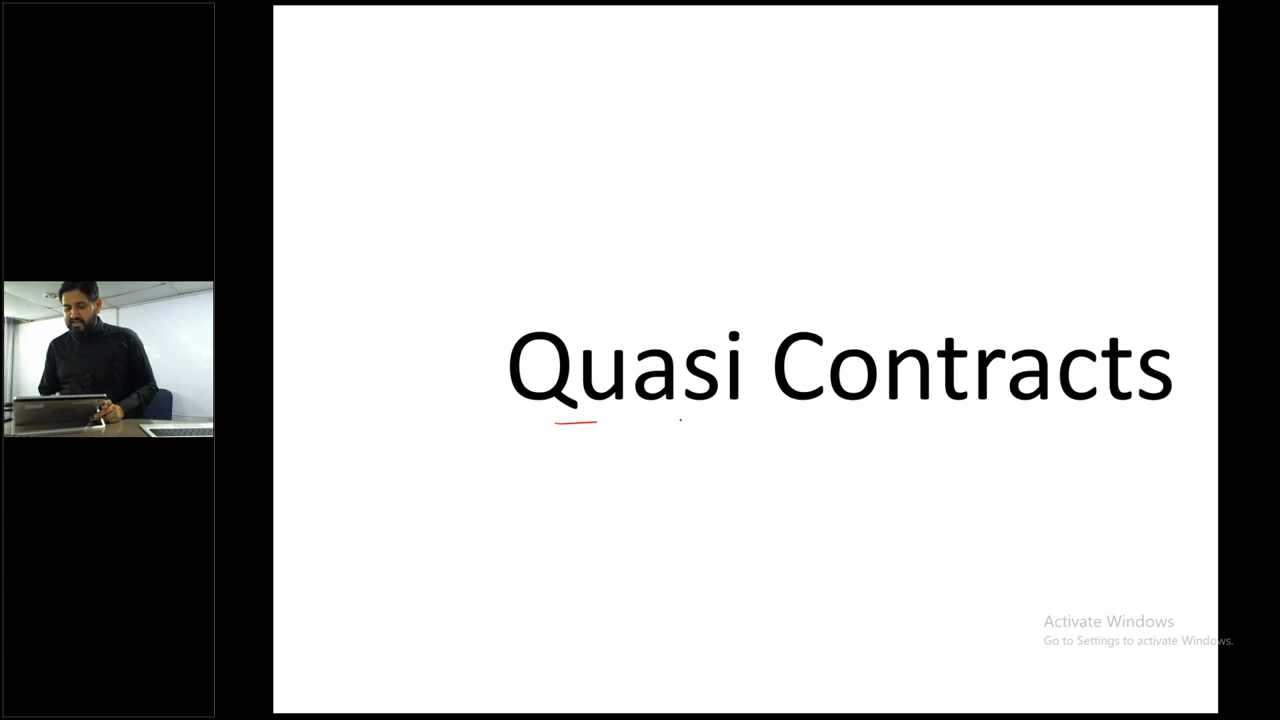 Quasi Contracts
Activate Windows
Go to Settings to activate Windows.